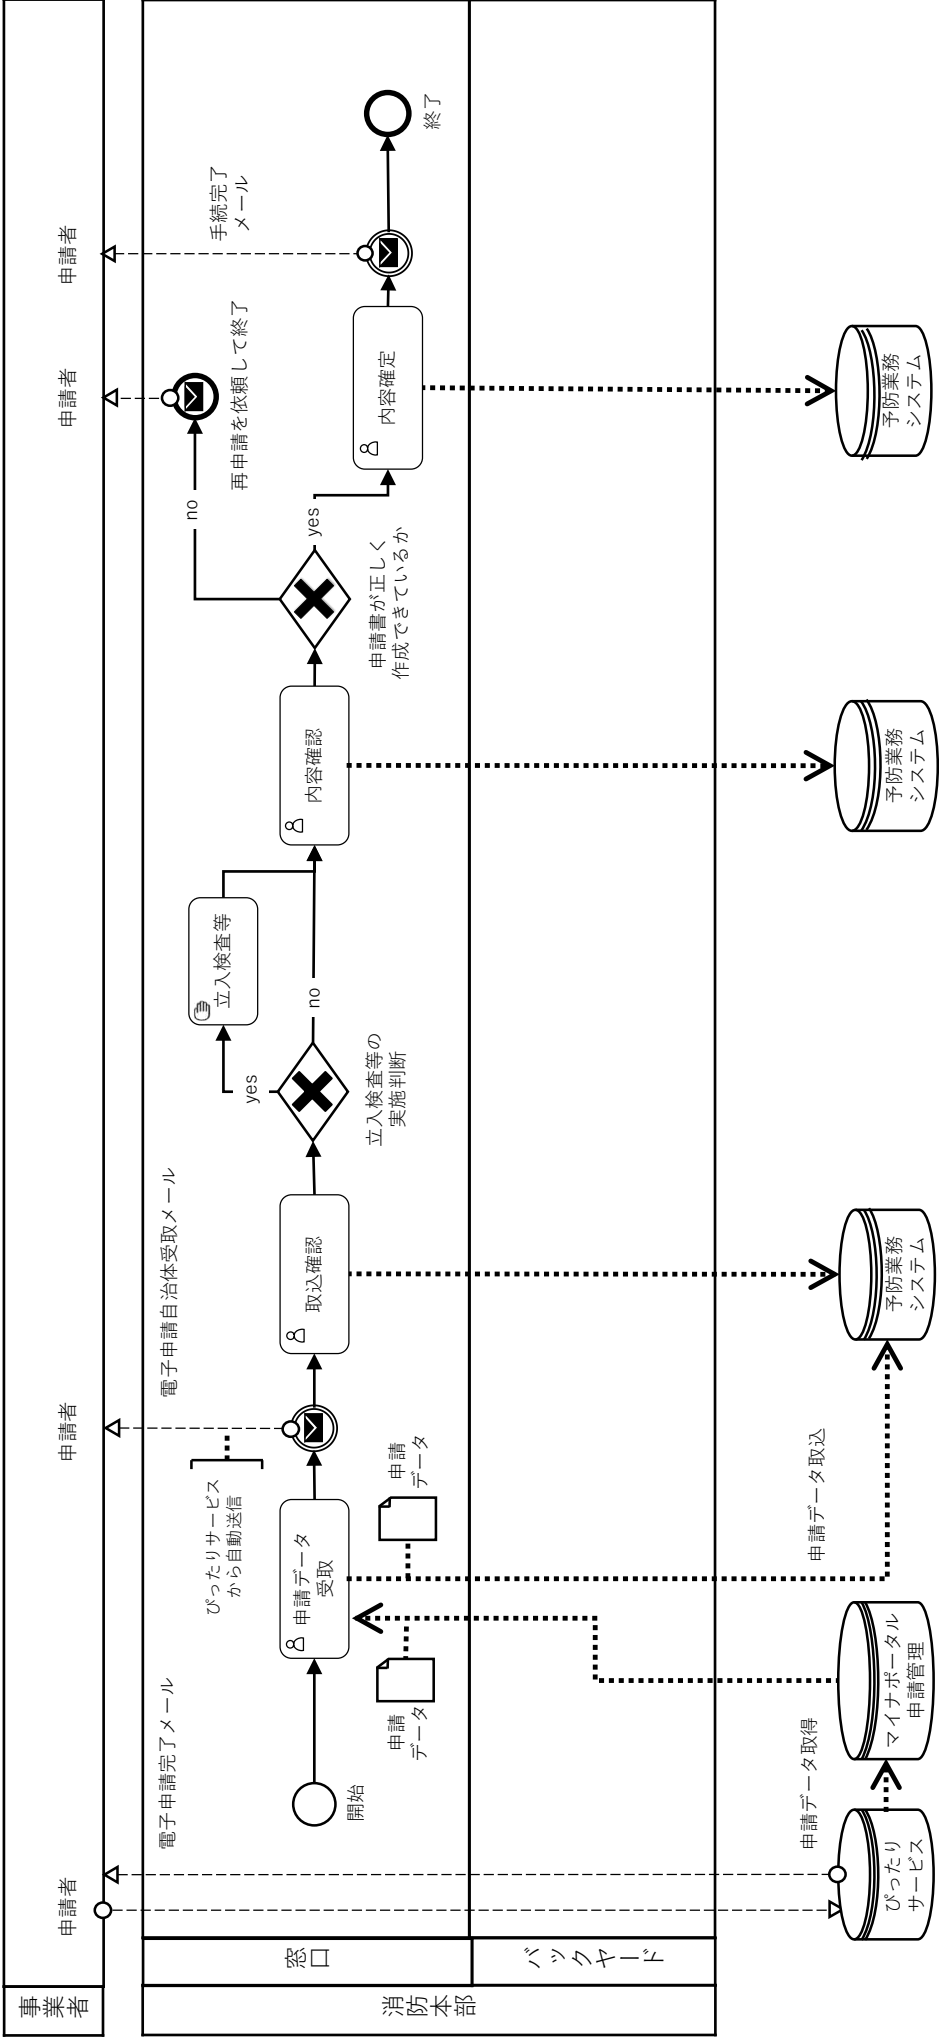 事業者
申請者
申請者
申請者
申請者
消防本部
窓口
バックヤード
電子申請完了メール
開始
申請データ
受取
ぴったりサービス
から自動送信
申請
データ
申請
データ
電子申請自治体受取メール
取込確認
立入検査等の
実施判断
yes
no
立入検査等
内容確認
申請書が正しく
作成できているか
no
yes
再申請を依頼して終了
内容確定
手続完了
メール
終了
ぴったり
サービス
申請データ取得
マイナポータル
申請管理
申請データ取込
予防業務
システム
予防業務
システム
予防業務
システム